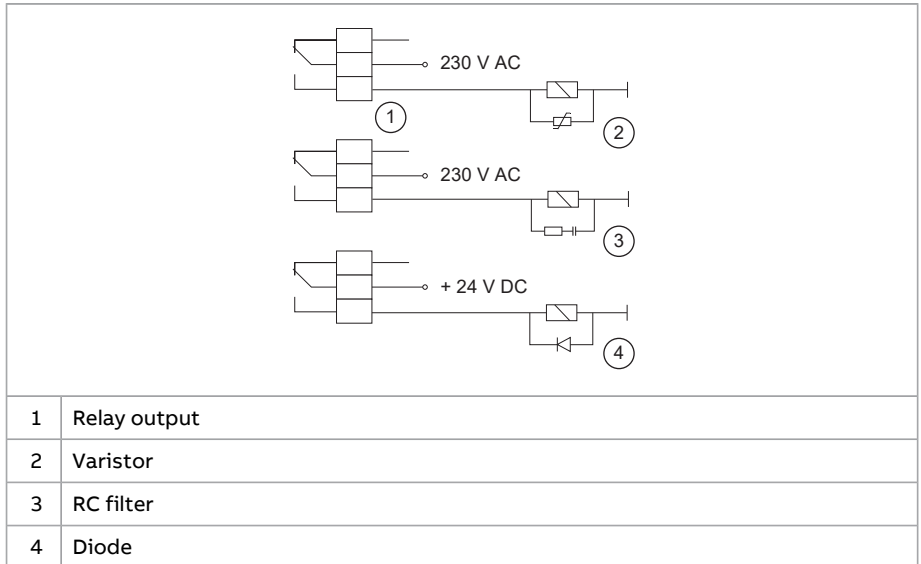 230 V AC
1
2
230 V AC
3
+ 24 V DC
4
1 Relay output
2 Varistor
3 RC filter
4 Diode